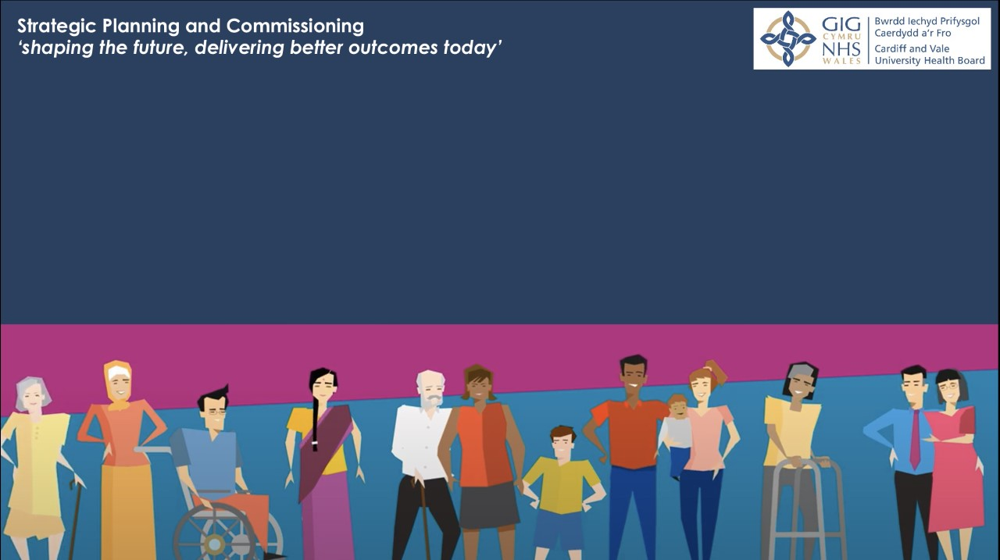 Strategic Planning and Commissioning
‘shaping the future, delivering better outcomes today’
GIG
CYMRU
NHS
WALES
Bwrdd Iechyd Prifysgol
Caerdydd a’r Fro
Cardiff and Vale
University Health Board